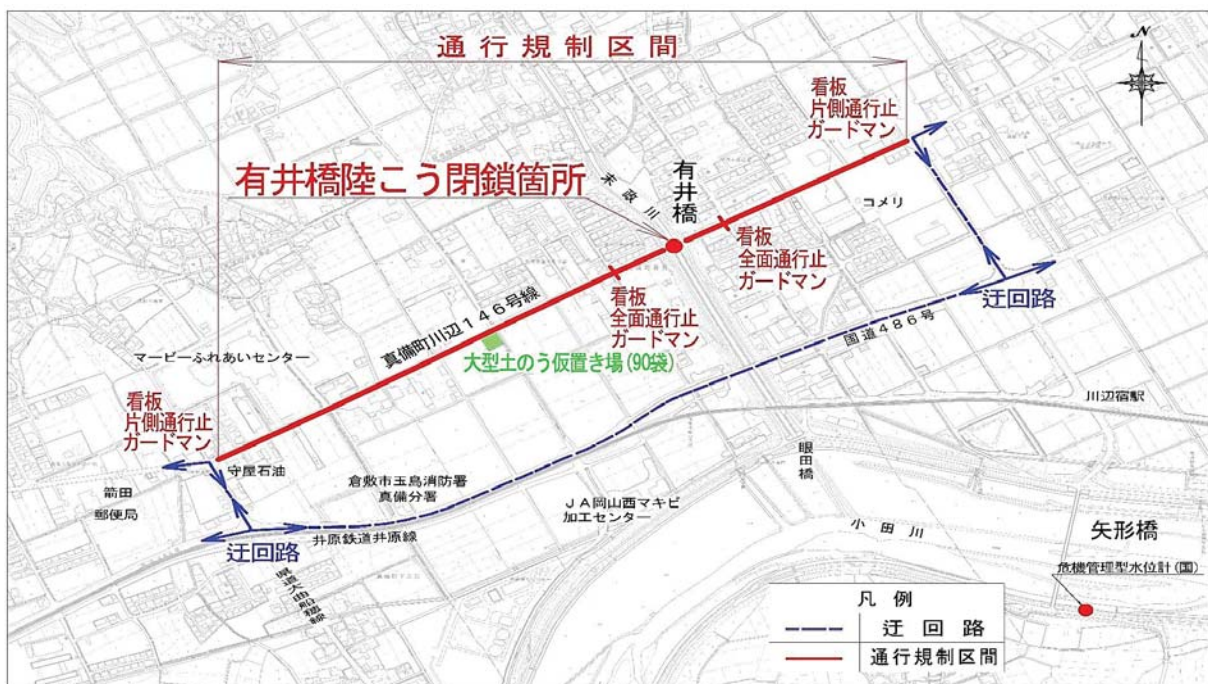 通行規制区間
N
看板
片側通行止
ガードマン
有井橋陸こう閉鎖箇所
末政川
有井橋
コメリ
看板
全面通行止
ガードマン
看板
全面通行止
ガードマン
迂回路
国道486号
真備町川辺146号線
大型土のう仮置き場(90袋)
マービーふれあいセンター
川辺宿駅
看板
片側通行止
ガードマン
守屋石油
箭田
郵便局
倉敷市玉島消防署
真備分署
眼田橋
JA岡山西マキビ
加工センター
小田川
矢形橋
危機管理型水位計(国)
井原鉄道井原線
迂回路
県道大曲船穂線
凡例
迂回路
通行規制区間